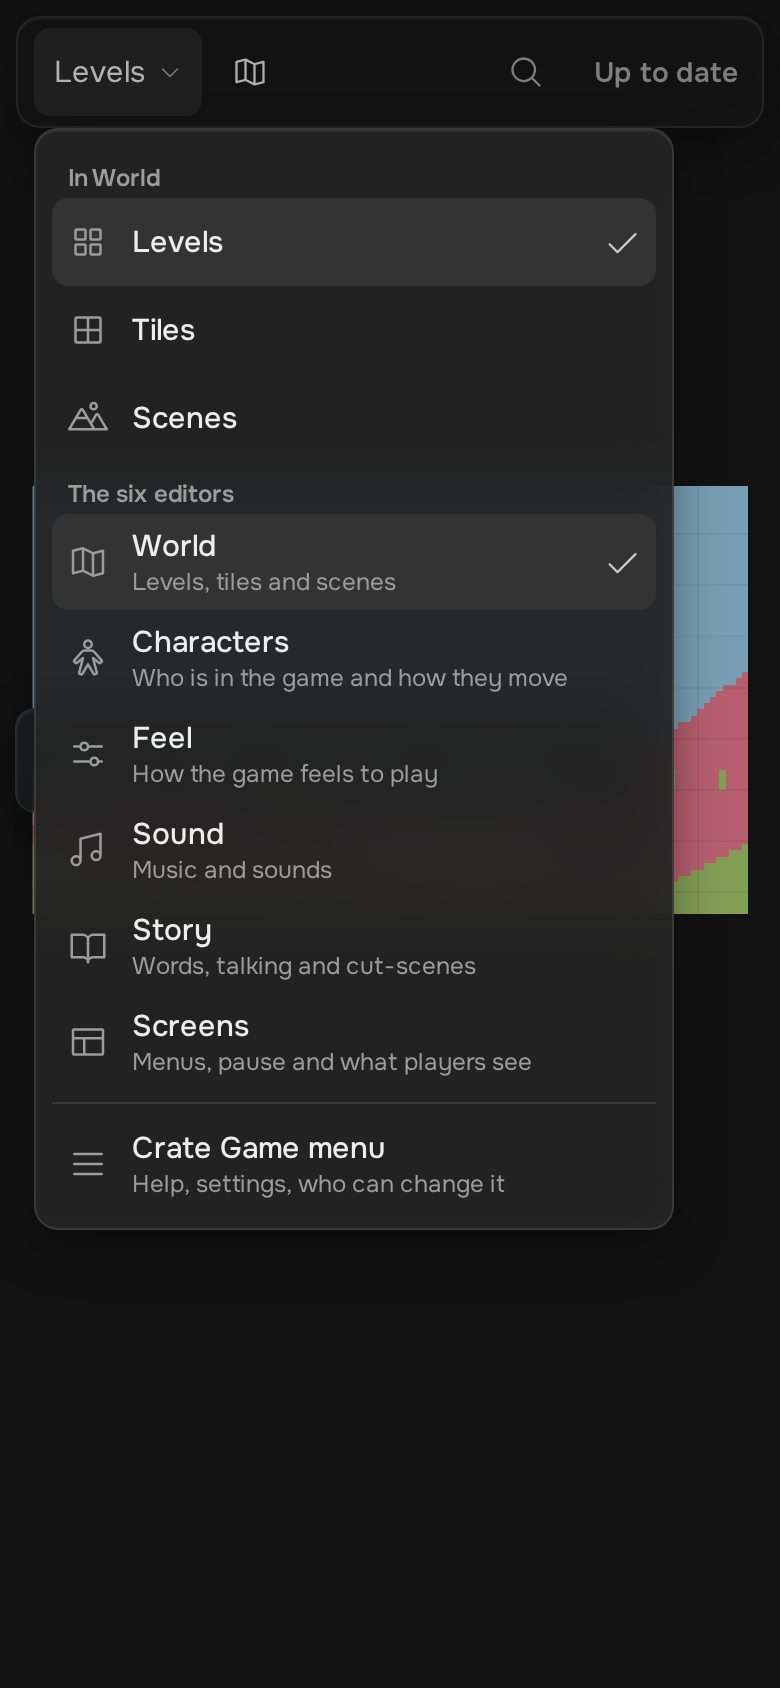 Levels
Up to date
In World
Levels
Tiles
Scenes
The six editors
World
Levels, tiles and scenes
Characters
Who is in the game and how they move
Feel
How the game feels to play
Sound
Music and sounds
Story
Words, talking and cut-scenes
Screens
Menus, pause and what players see
Crate Game menu
Help, settings, who can change it